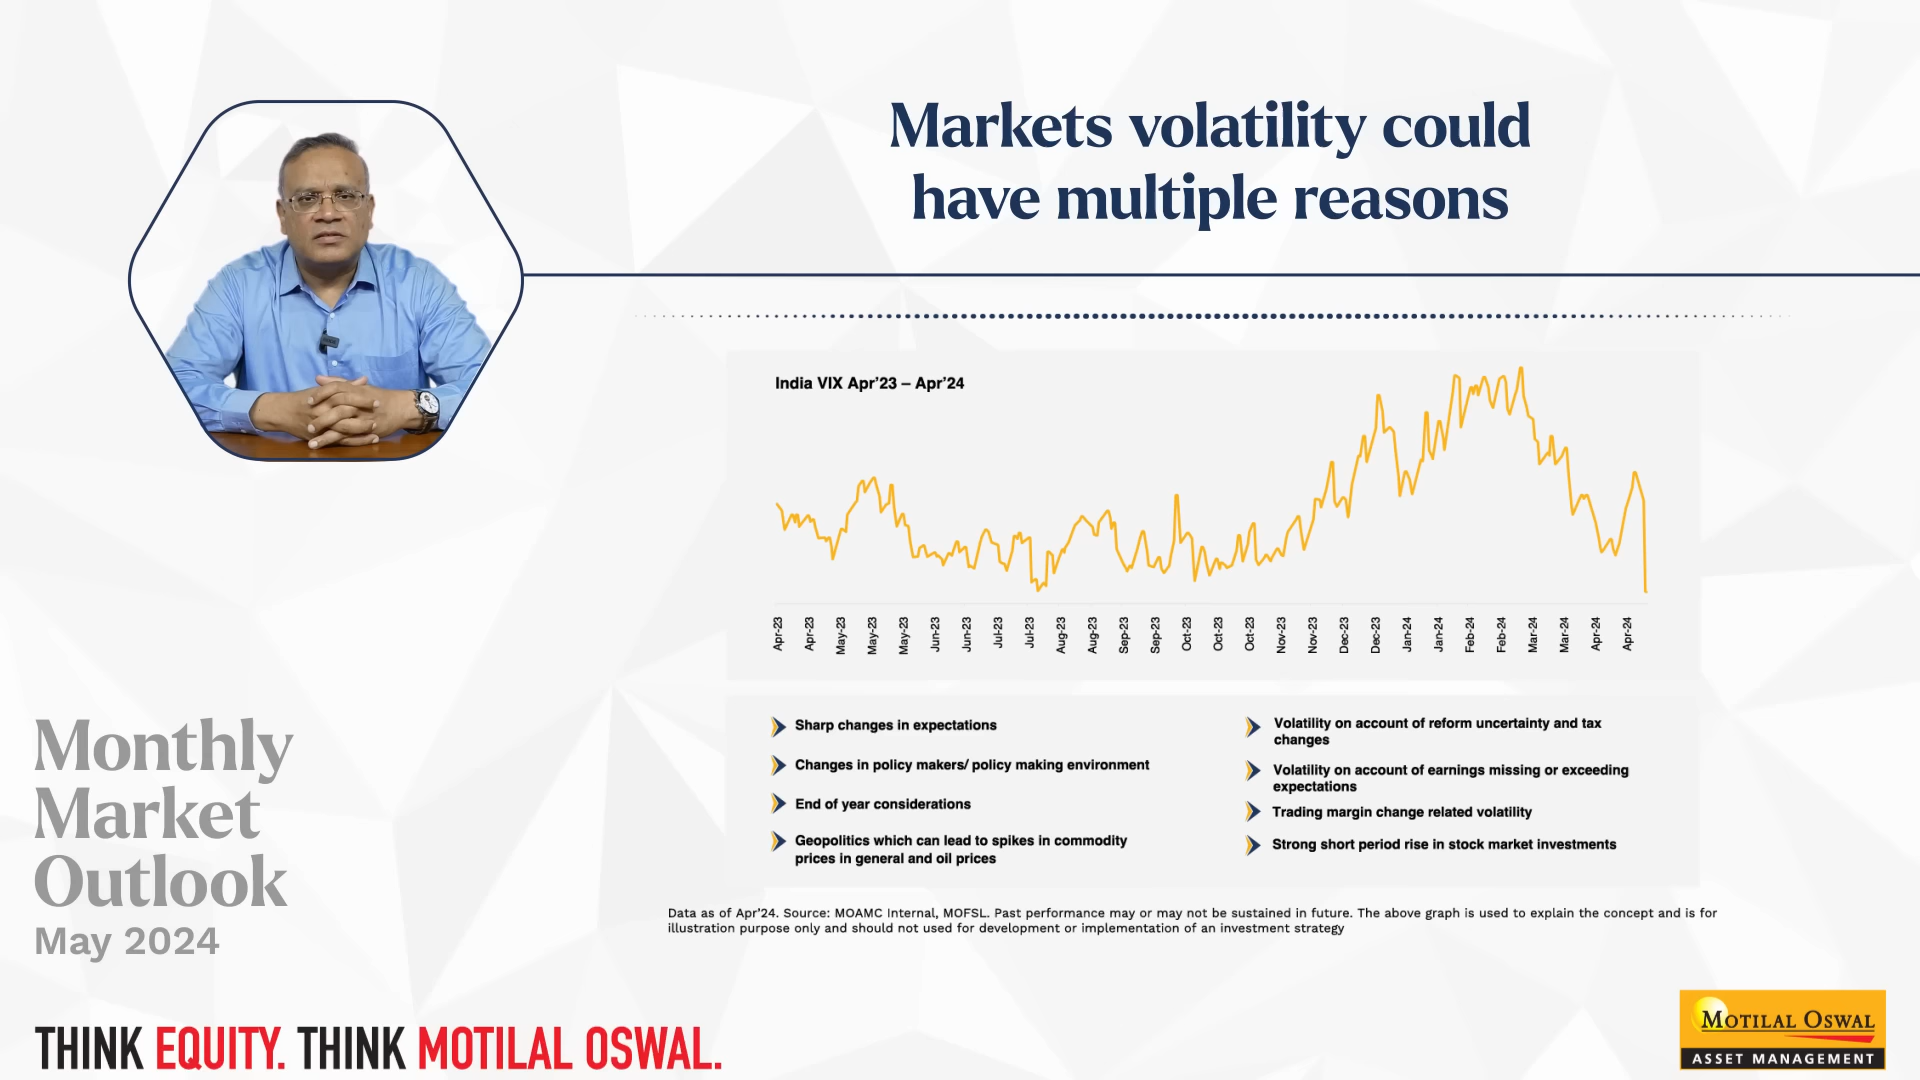 Markets volatility could
have multiple reasons
India VIX Apr’23 – Apr’24
Apr-23
Apr-23
May-23
May-23
May-23
Jun-23
Jun-23
Jul-23
Jul-23
Aug-23
Aug-23
Sep-23
Sep-23
Oct-23
Oct-23
Oct-23
Nov-23
Nov-23
Dec-23
Dec-23
Jan-24
Jan-24
Feb-24
Feb-24
Mar-24
Mar-24
Apr-24
Apr-24
Sharp changes in expectations
Changes in policy makers/ policy making environment
End of year considerations
Geopolitics which can lead to spikes in commodity
prices in general and oil prices
Volatility on account of reform uncertainty and tax
changes
Volatility on account of earnings missing or exceeding
expectations
Trading margin change related volatility
Strong short period rise in stock market investments
Data as of Apr’24. Source: MOAMC Internal, MOFSL. Past performance may or may not be sustained in future. The above graph is used to explain the concept and is for
illustration purpose only and should not used for development or implementation of an investment strategy
Monthly
Market
Outlook
May 2024
THINK EQUITY. THINK MOTILAL OSWAL.
MOTILAL OSWAL
ASSET MANAGEMENT